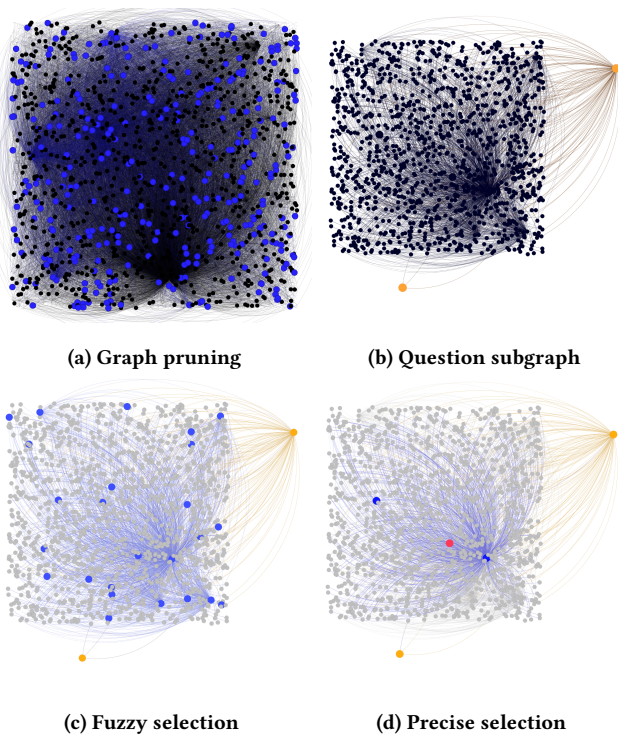 (a) Graph pruning
(b) Question subgraph
(c) Fuzzy selection
(d) Precise selection